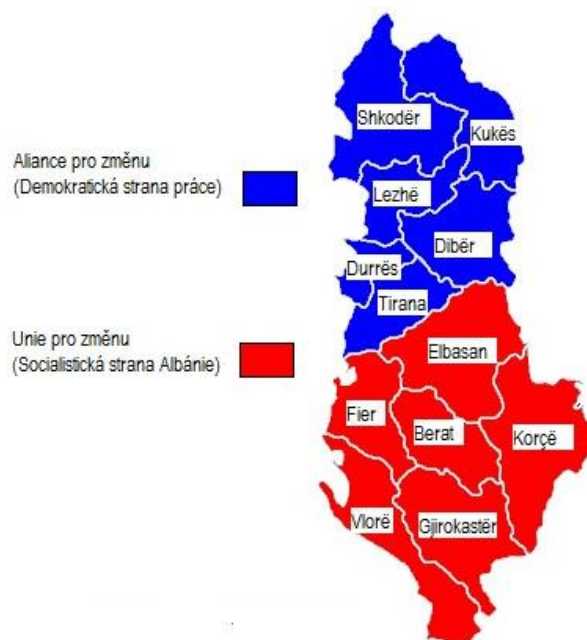 Aliance pro změnu
(Demokratická strana práce)
Unie pro změnu
(Socialistická strana Albánie)
Shkodër
Kukës
Lezhë
Dibër
Durrës
Tirana
Elbasan
Fier
Berat
Korçë
Vlorë
Gjirokastër